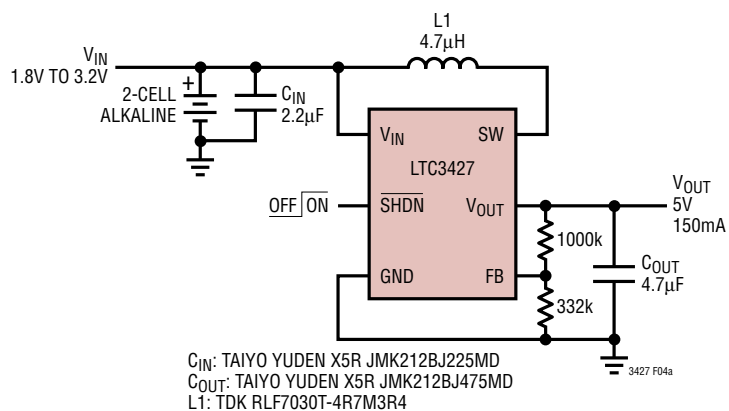 L1
4.7µH
VIN
1.8V TO 3.2V
+
2-CELL
ALKALINE
CIN
2.2µF
VIN
SW
LTC3427
OFF ON
SHDN
VOUT
VOUT
5V
150mA
1000k
GND
FB
COUT
4.7µF
332k
CIN: TAIYO YUDEN X5R JMK212BJ225MD
COUT: TAIYO YUDEN X5R JMK212BJ475MD
L1: TDK RLF7030T-4R7M3R4
3427 F04a